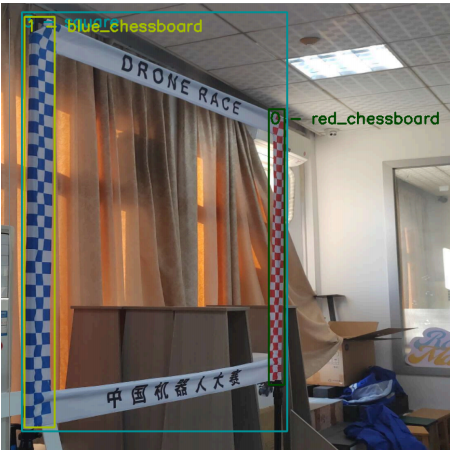 1 - blue_chessboard
DRONE RACE
0 - red_chessboard
中国机器人大赛